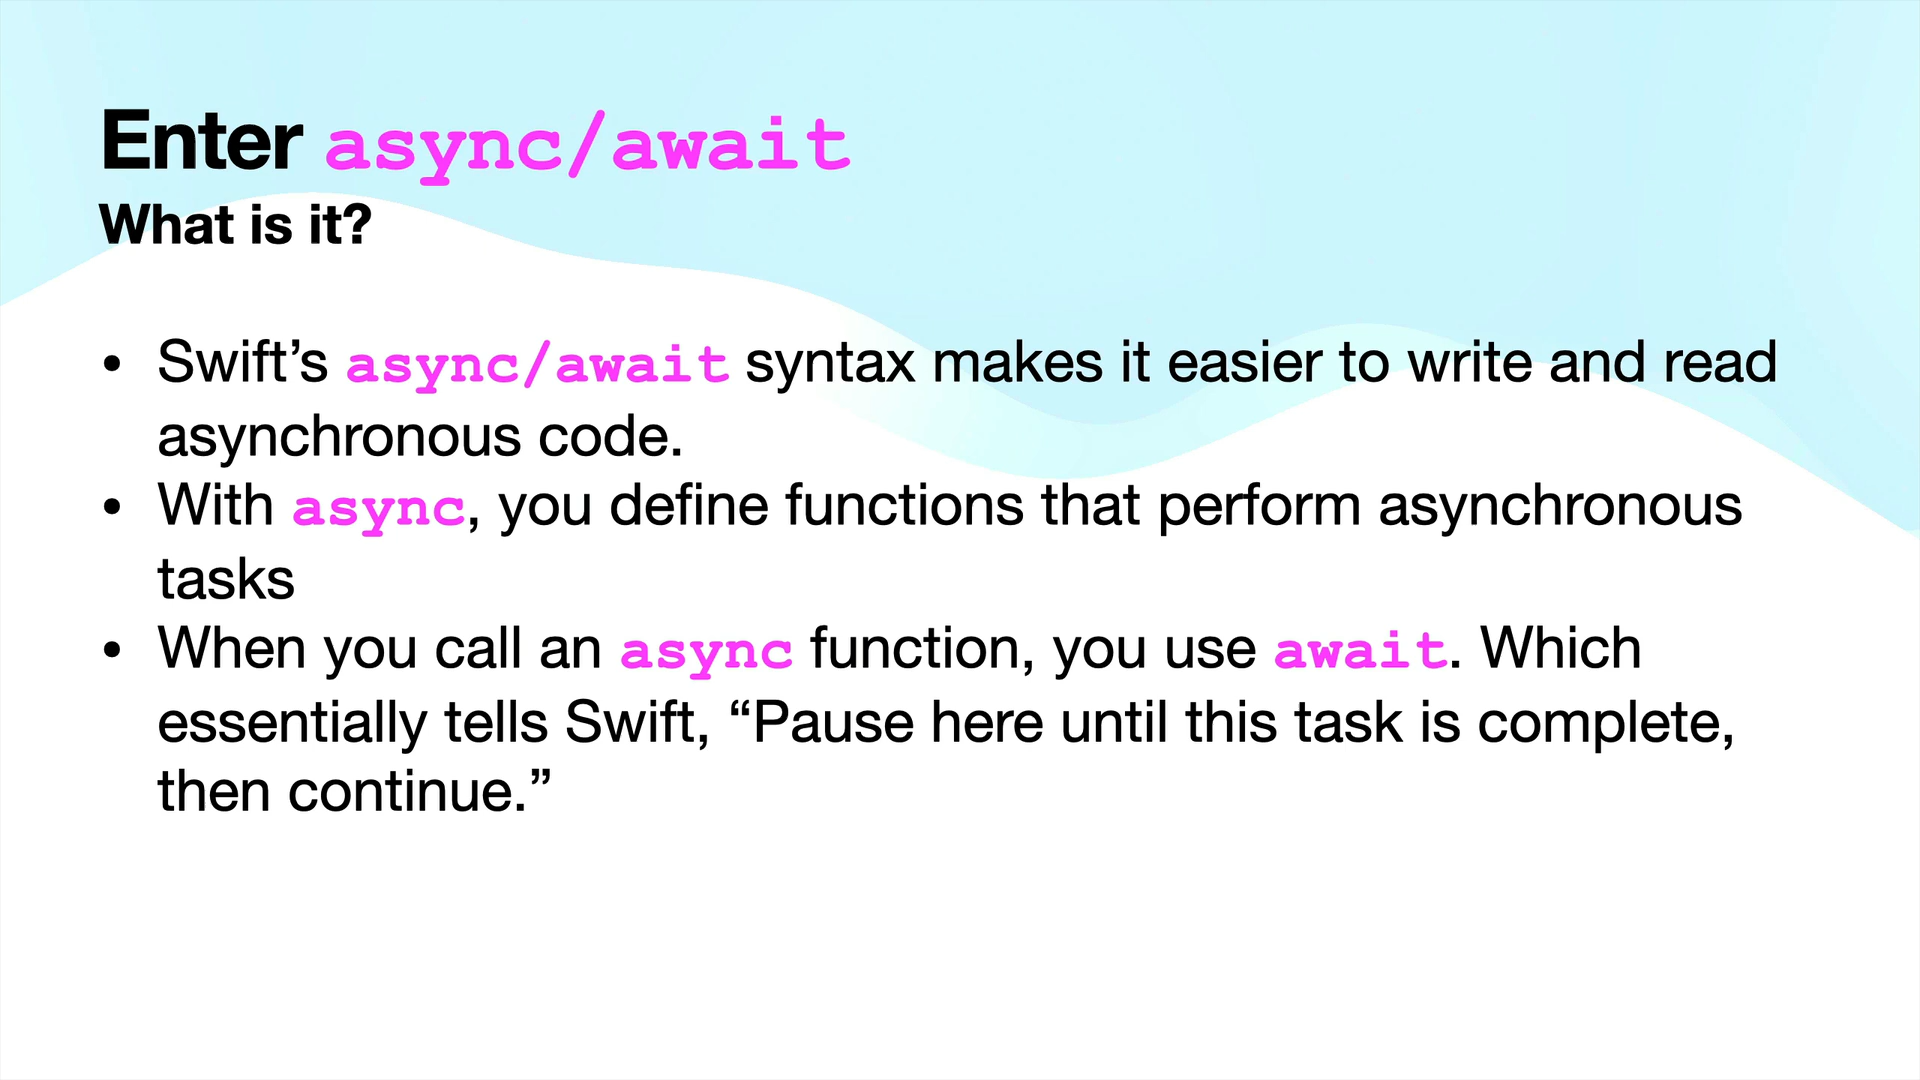 Enter async/await
What is it?
• Swift’s async/await syntax makes it easier to write and read
asynchronous code.
• With async, you define functions that perform asynchronous
tasks
• When you call an async function, you use await. Which
essentially tells Swift, “Pause here until this task is complete,
then continue.”